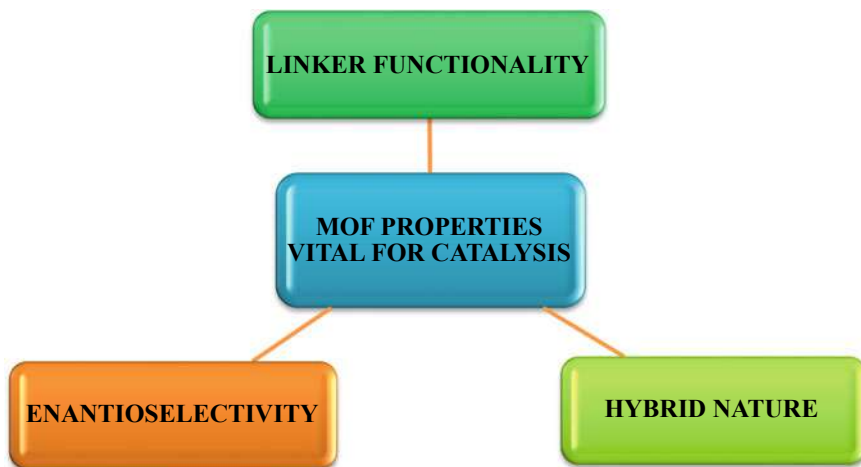 LINKER FUNCTIONALITY
MOF PROPERTIES
VITAL FOR CATALYSIS
ENANTIOSELECTIVITY
HYBRID NATURE